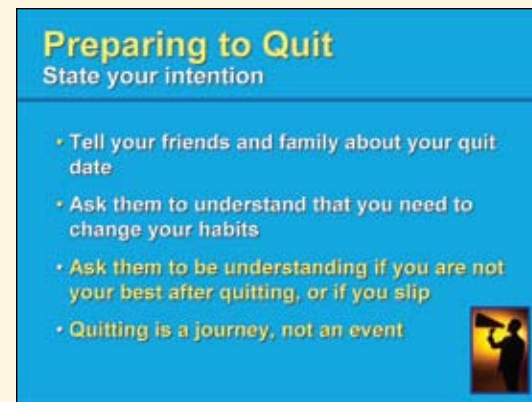 Preparing to Quit
State your intention
• Tell your friends and family about your quit
date
• Ask them to understand that you need to
change your habits
• Ask them to be understanding if you are not
your best after quitting, or if you slip
• Quitting is a journey, not an event